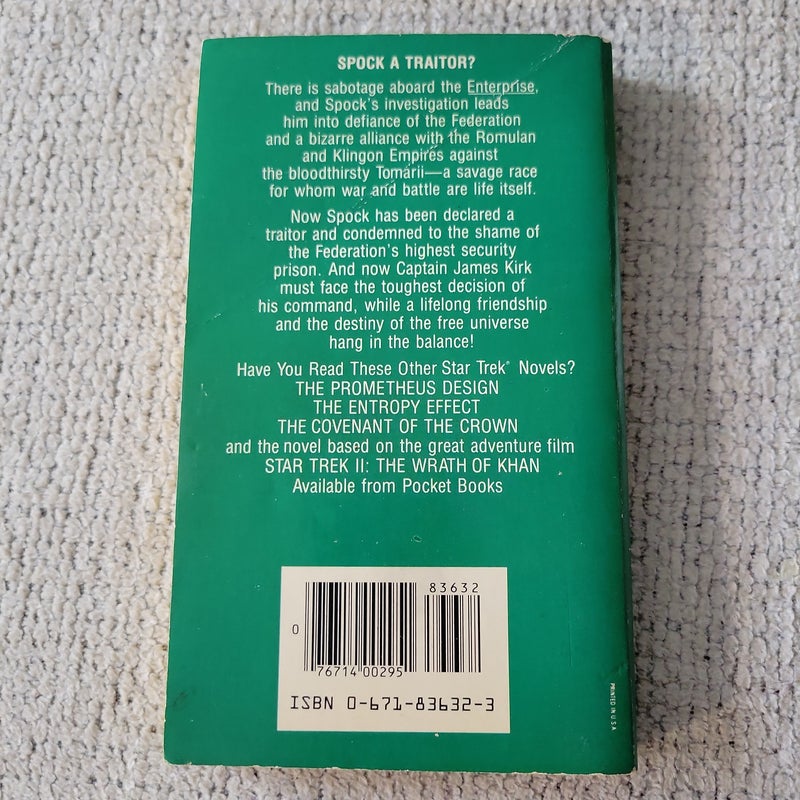 SPOCK A TRAITOR?
There is sabotage aboard the Enterprise,
and Spock's investigation leads
him into defiance of the Federation
and a bizarre alliance with the Romulan
and Klingon Empires against
the bloodthirsty Tomarii—a savage race
for whom war and battle are life itself.
Now Spock has been declared a
traitor and condemned to the shame of
the Federation's highest security
prison. And now Captain James Kirk
must face the toughest decision of
his command, while a lifelong friendship
and the destiny of the free universe
hang in the balance!
Have You Read These Other Star Trek® Novels?
THE PROMETHEUS DESIGN
THE ENTROPY EFFECT
THE COVENANT OF THE CROWN
and the novel based on the great adventure film
STAR TREK II: THE WRATH OF KHAN
Available from Pocket Books
83632
0
76714 00295
ISBN 0-671-83632-3
PRINTED IN U.S.A.